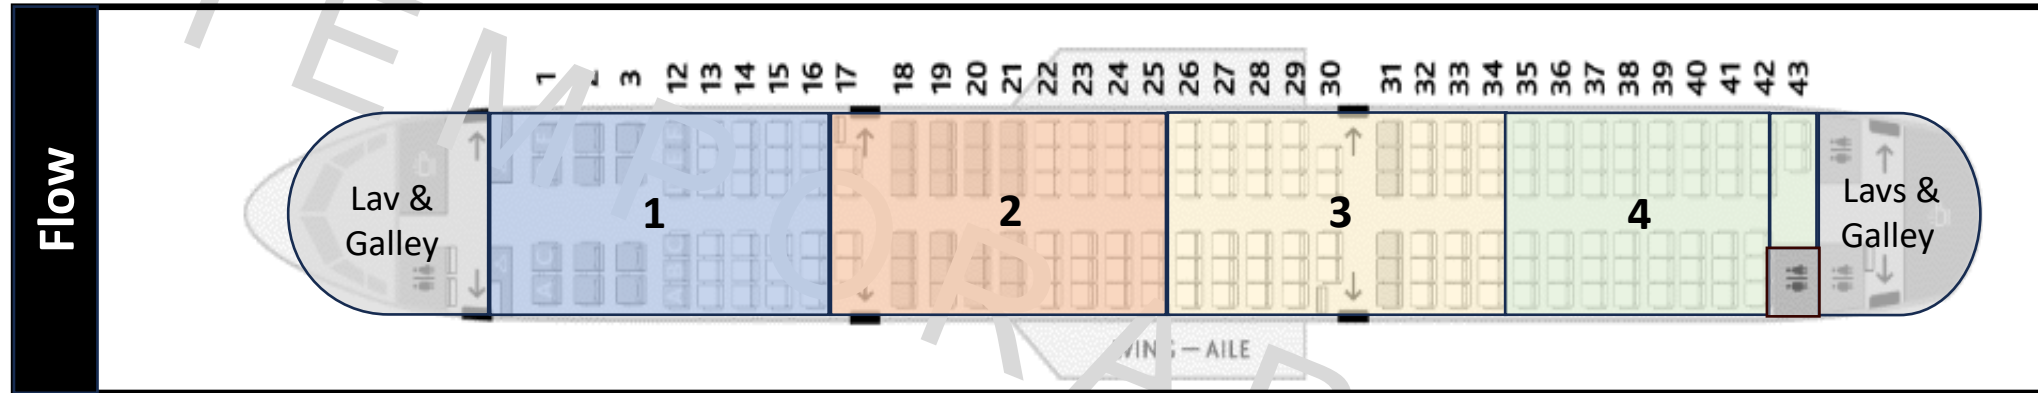 Flow
1 2 3 12 13 14 15 16 17 18 19 20 21 22 23 24 25 26 27 28 29 30 31 32 33 34 35 36 37 38 39 40 41 42 43
Lav &
Galley
1
2
3
4
Lavs &
Galley
WING — AILE
TEMPORAR